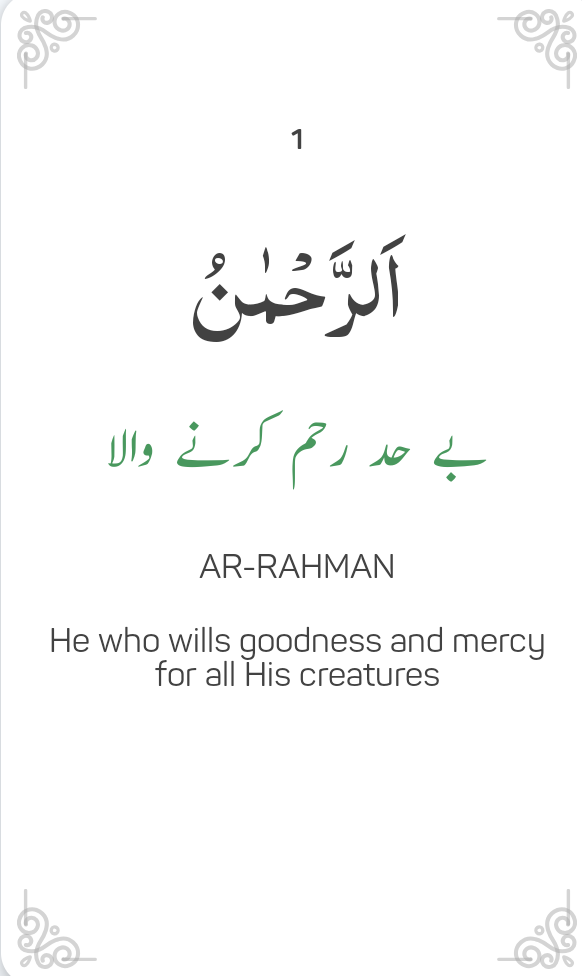 1
اَلرَّحْمٰنُ
بے حد رحم کرنے والا
AR-RAHMAN
He who wills goodness and mercy
for all His creatures